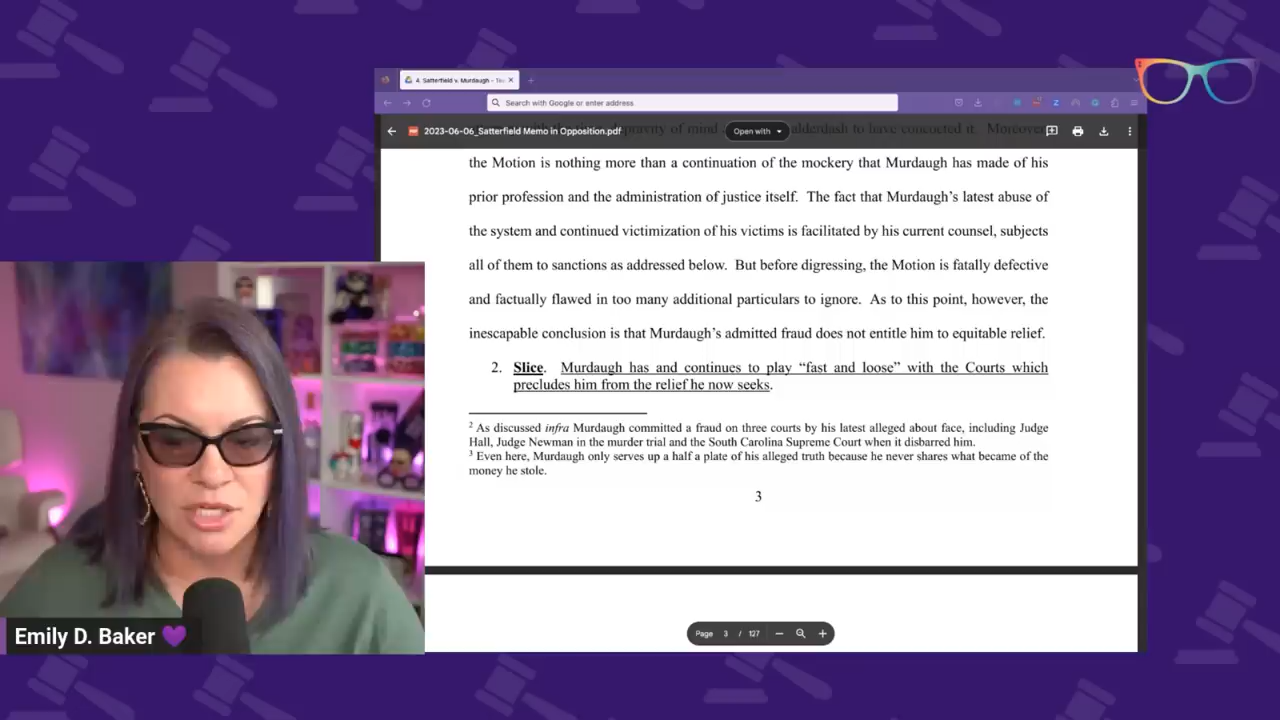 4. Satterfield v. Murdaugh - 
Search with Google or enter address
2023-06-06_Satterfield Memo in Opposition.pdf
Open with
depravity of mind
alderdash to have concocted it. Moreover
the Motion is nothing more than a continuation of the mockery that Murdaugh has made of his
prior profession and the administration of justice itself. The fact that Murdaugh’s latest abuse of
the system and continued victimization of his victims is facilitated by his current counsel, subjects
all of them to sanctions as addressed below. But before digressing, the Motion is fatally defective
and factually flawed in too many additional particulars to ignore. As to this point, however, the
inescapable conclusion is that Murdaugh’s admitted fraud does not entitle him to equitable relief.
2. Slice. Murdaugh has and continues to play “fast and loose” with the Courts which
precludes him from the relief he now seeks.
2 As discussed infra Murdaugh committed a fraud on three courts by his latest alleged about face, including Judge
Hall, Judge Newman in the murder trial and the South Carolina Supreme Court when it disbarred him.
3 Even here, Murdaugh only serves up a half a plate of his alleged truth because he never shares what became of the
money he stole.
3
Page 3 / 127
Emily D. Baker